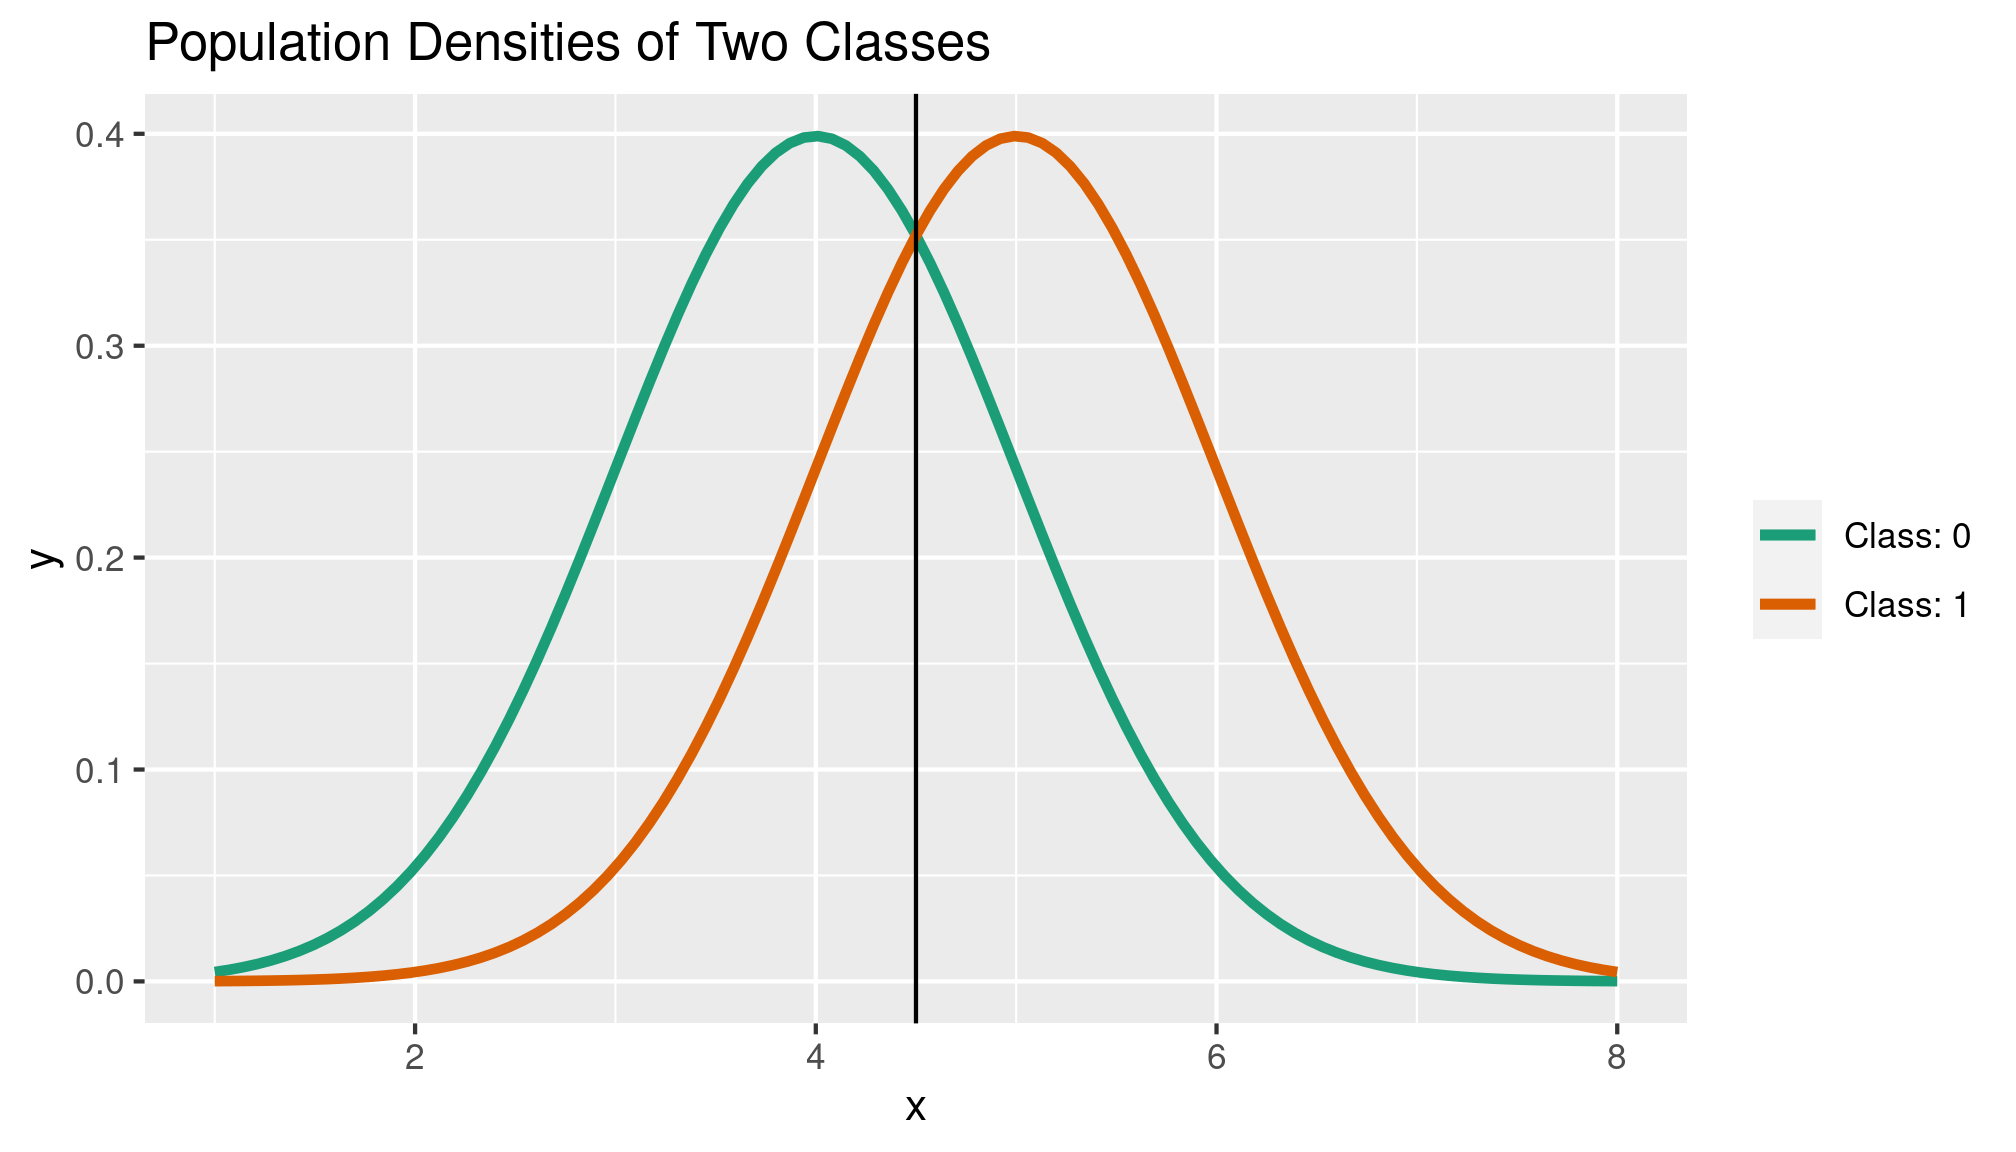 Population Densities of Two Classes
0.4
0.3
0.2
0.1
0.0
y
2 4 6 8
x
Class: 0
Class: 1